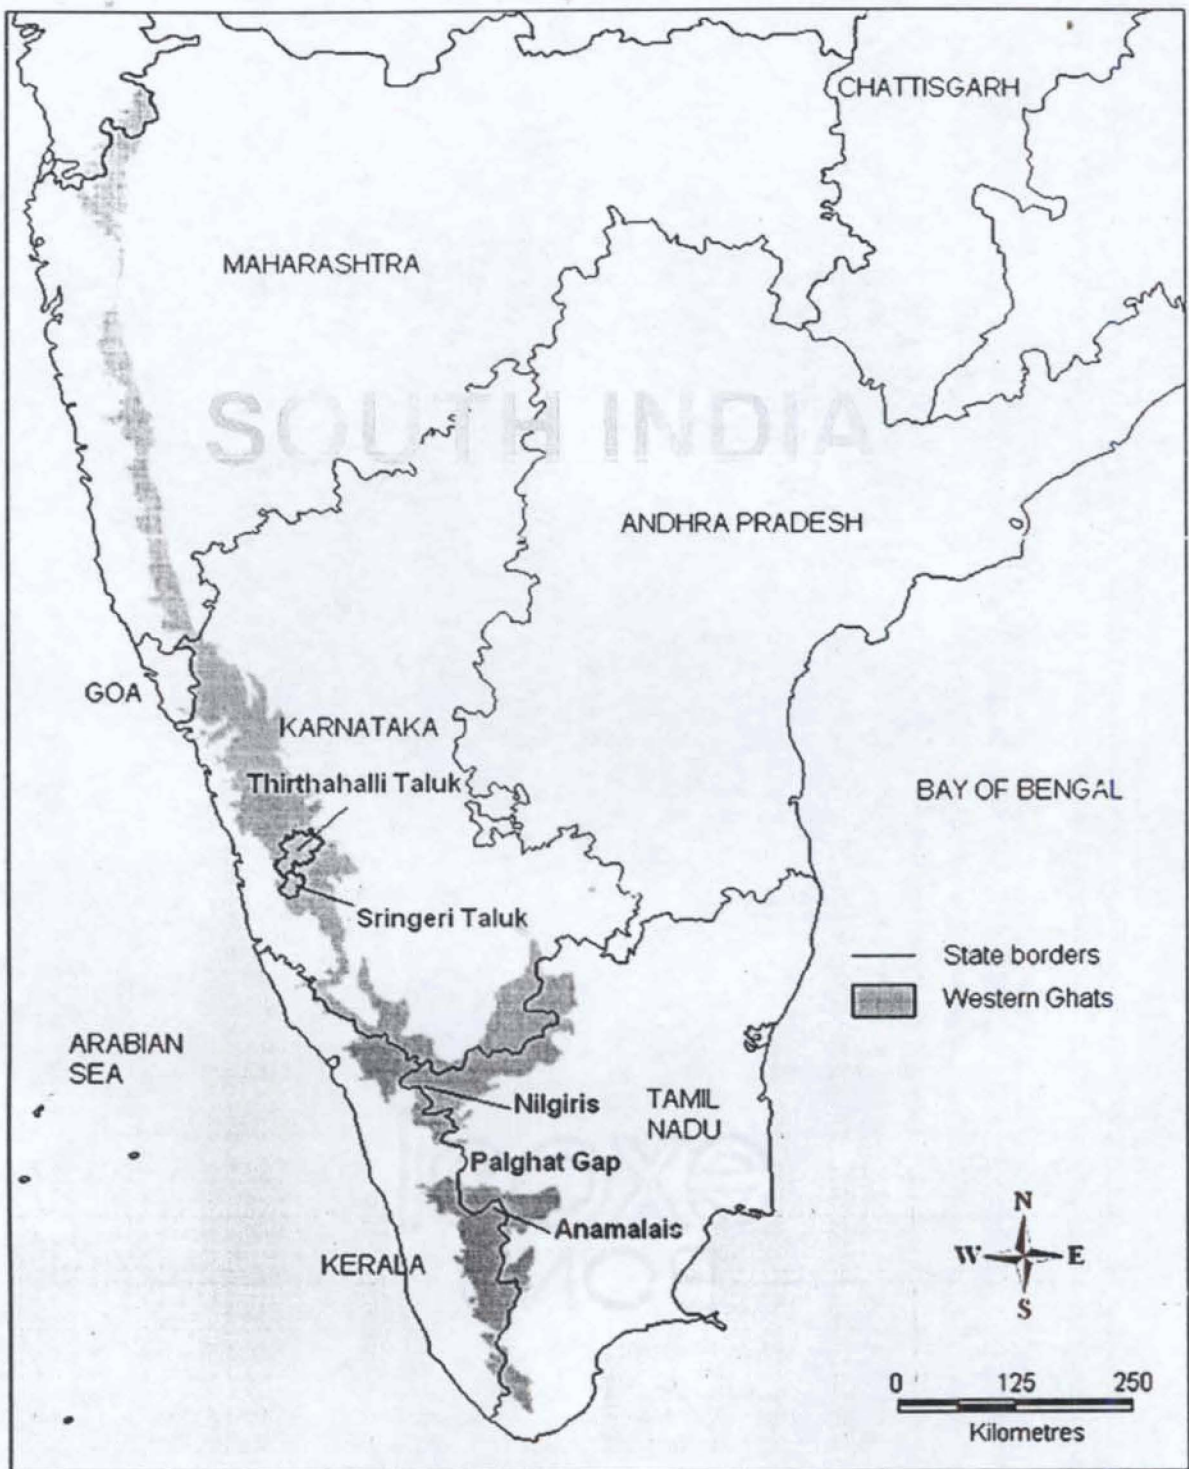 CHATTISGARH
MAHARASHTRA
SOUTH INDIA
ANDHRA PRADESH
GOA
KARNATAKA
Thirthahalli Taluk
BAY OF BENGAL
Sringeri Taluk
State borders
Western Ghats
ARABIAN
SEA
Nilgiris
TAMIL
NADU
Palghat Gap
Anamalais
KERALA
N
W E
S
0 125 250
Kilometres